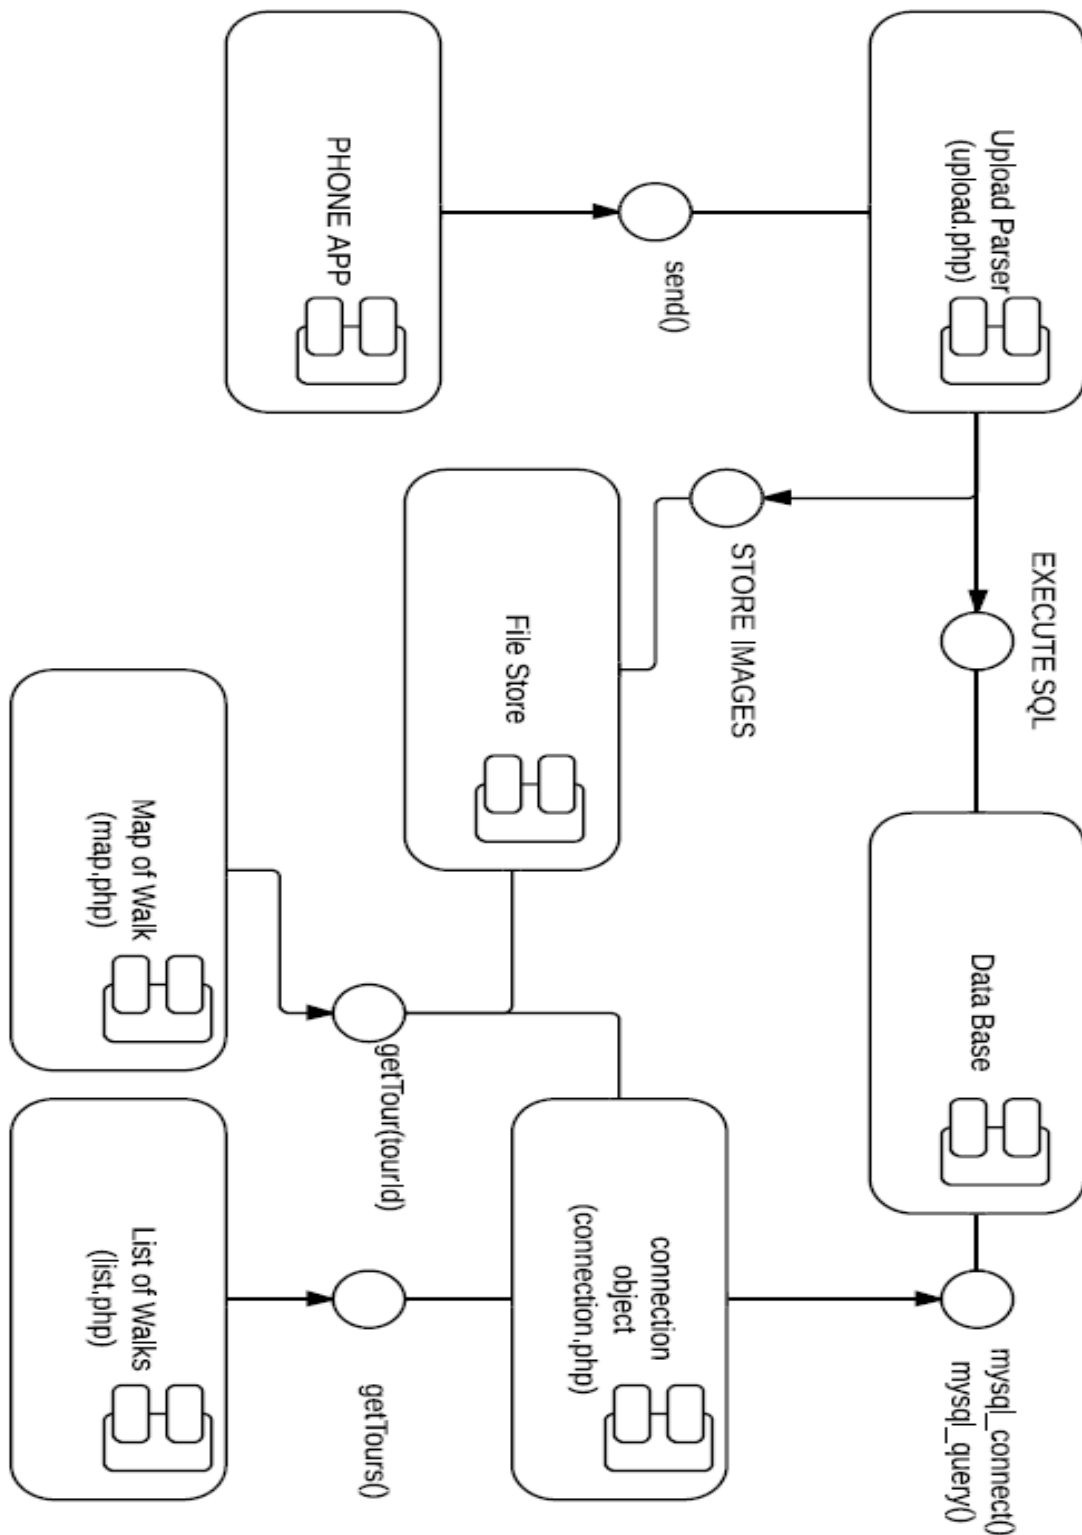 PHONE APP
send()
Upload Parser
(upload.php)
STORE IMAGES
EXECUTE SQL
File Store
Data Base
Map of Walk
(map.php)
getTour(tourId)
List of Walks
(list.php)
getTours()
connection
object
(connection.php)
mysql_connect()
mysql_query()